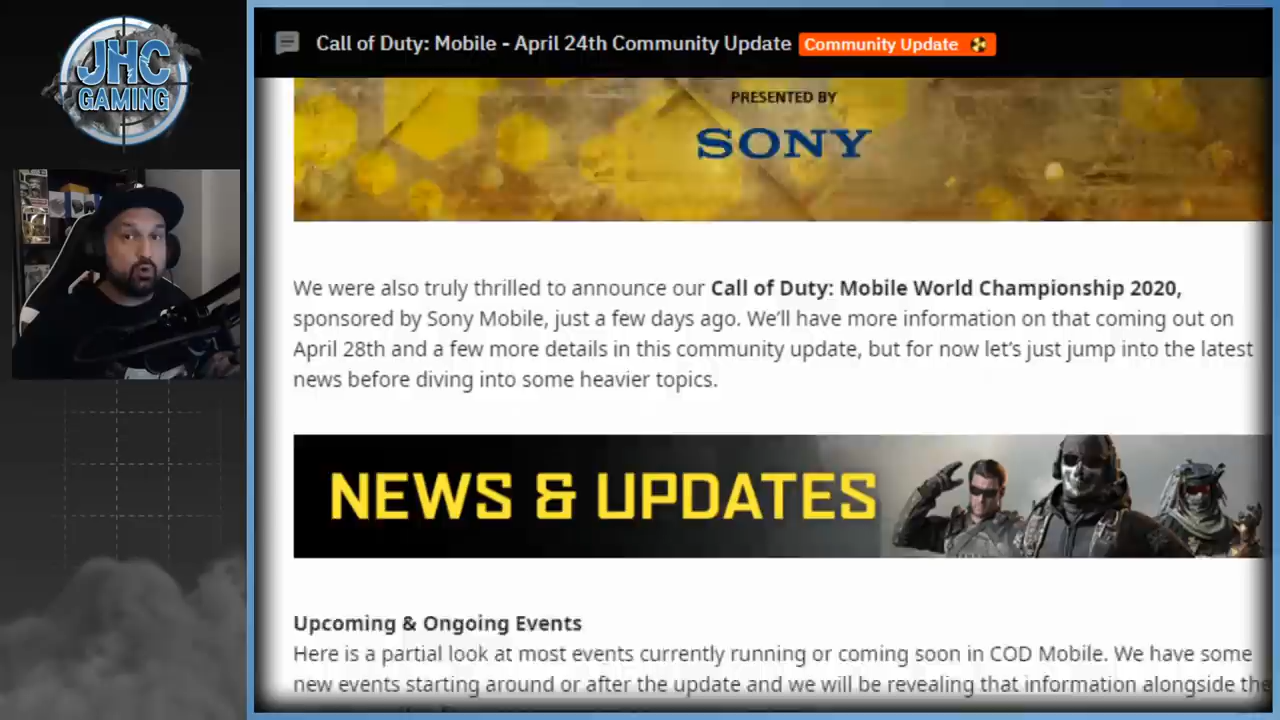 JHC
GAMING
Call of Duty: Mobile - April 24th Community Update Community Update
PRESENTED BY
SONY
We were also truly thrilled to announce our Call of Duty: Mobile World Championship 2020,
sponsored by Sony Mobile, just a few days ago. We'll have more information on that coming out on
April 28th and a few more details in this community update, but for now let's just jump into the latest
news before diving into some heavier topics.
NEWS & UPDATES
Upcoming & Ongoing Events
Here is a partial look at most events currently running or coming soon in COD Mobile. We have some
new events starting around or after the update and we will be revealing that information alongside the